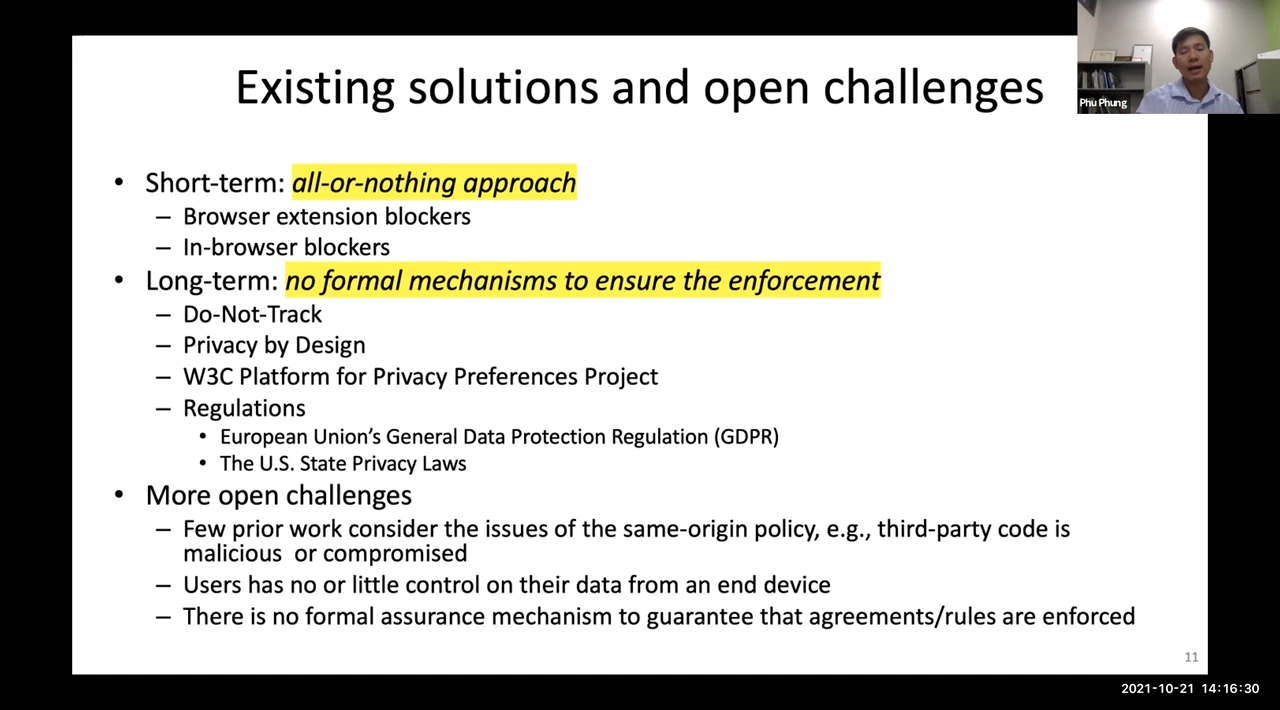 Existing solutions and open challenges
Phu Phung
• Short-term: all-or-nothing approach
– Browser extension blockers
– In-browser blockers
• Long-term: no formal mechanisms to ensure the enforcement
– Do-Not-Track
– Privacy by Design
– W3C Platform for Privacy Preferences Project
– Regulations
• European Union’s General Data Protection Regulation (GDPR)
• The U.S. State Privacy Laws
• More open challenges
– Few prior work consider the issues of the same-origin policy, e.g., third-party code is
malicious or compromised
– Users has no or little control on their data from an end device
– There is no formal assurance mechanism to guarantee that agreements/rules are enforced
11
2021-10-21 14:16:30